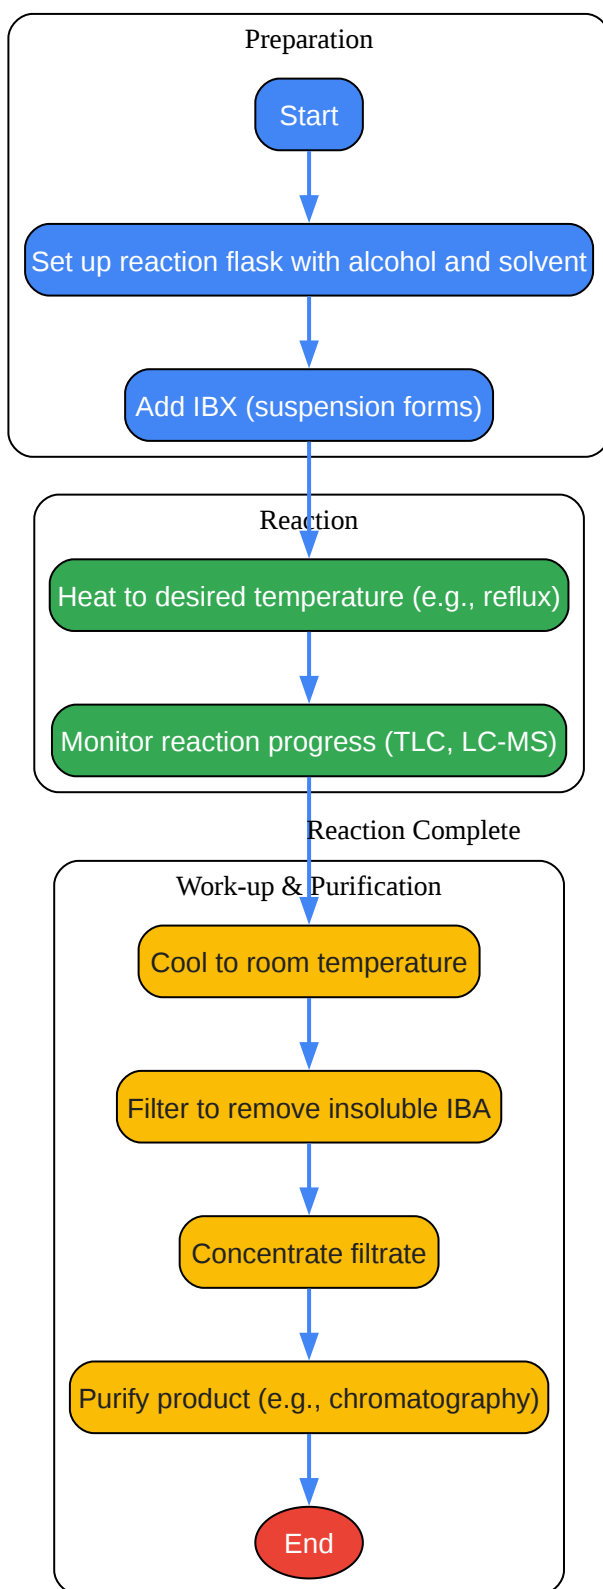 Preparation
Start
Set up reaction flask with alcohol and solvent
Add IBX (suspension forms)
Reaction
Heat to desired temperature (e.g., reflux)
Monitor reaction progress (TLC, LC-MS)
Reaction Complete
Work-up & Purification
Cool to room temperature
Filter to remove insoluble IBA
Concentrate filtrate
Purify product (e.g., chromatography)
End